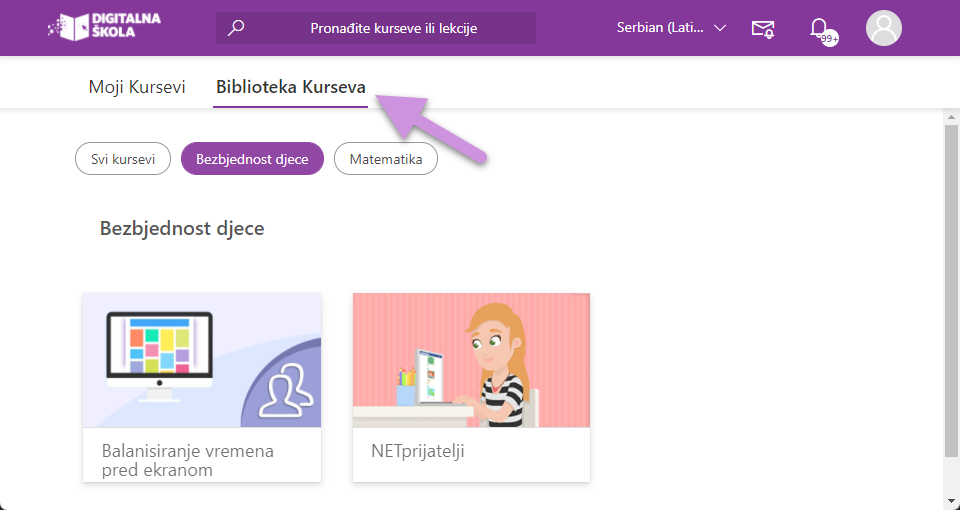 DIGITALNA
ŠKOLA
Pronađite kurseve ili lekcije
Serbian (Lati...
99+
Moji Kursevi
Biblioteka Kurseva
Svi kursevi
Bezbjednost djece
Matematika
Bezbjednost djece
Balanisiranje vremena
pred ekranom
NETprijatelji